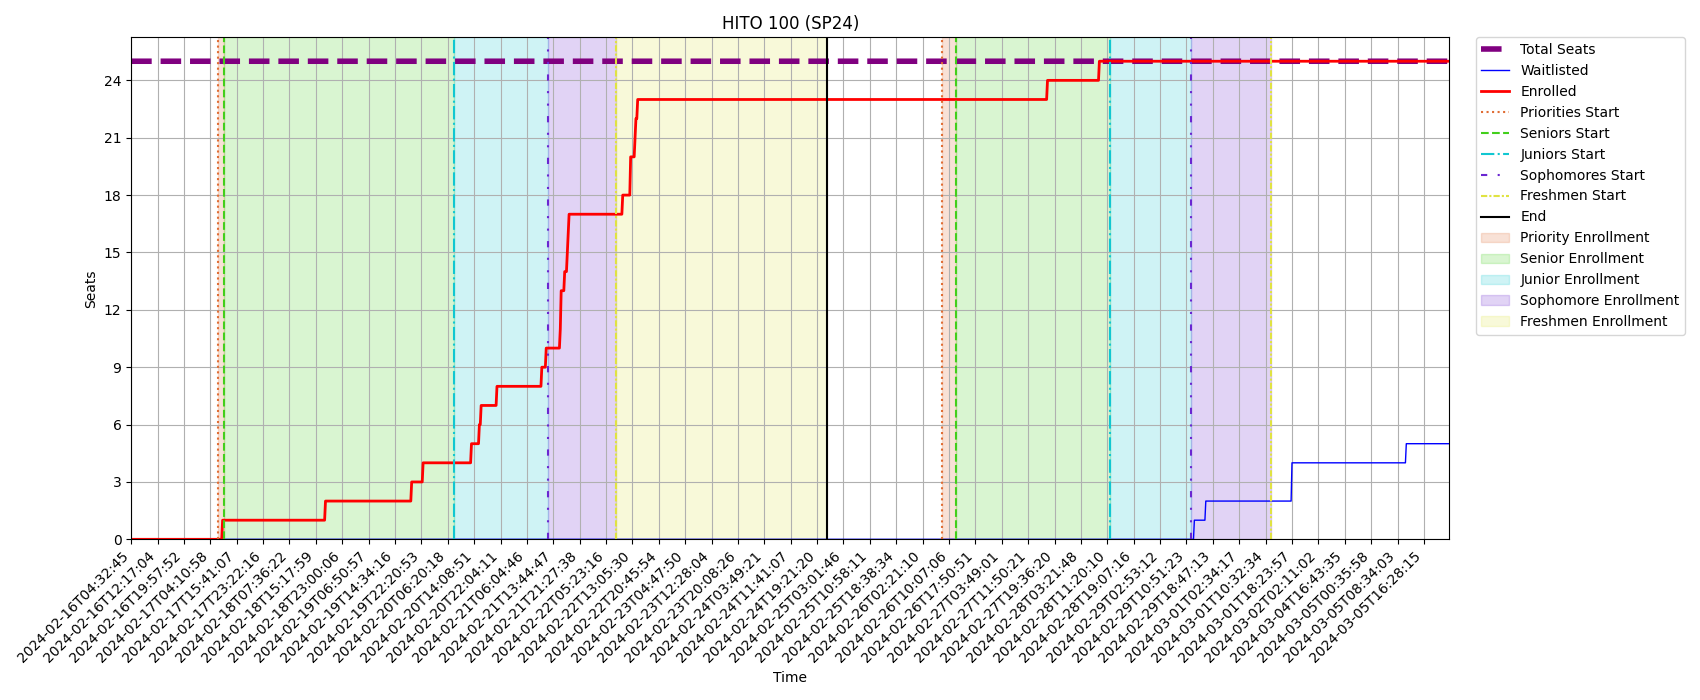 HITO 100 (SP24)
Total Seats
Waitlisted
Enrolled
Priorities Start
Seniors Start
Juniors Start
Sophomores Start
Freshmen Start
End
Priority Enrollment
Senior Enrollment
Junior Enrollment
Sophomore Enrollment
Freshmen Enrollment
Seats
24
21
18
15
12
9
6
3
0
2024-02-16T04:32:45
2024-02-16T12:17:04
2024-02-16T19:57:52
2024-02-17T04:10:58
2024-02-17T15:41:07
2024-02-17T23:22:16
2024-02-18T07:36:22
2024-02-18T15:17:59
2024-02-18T23:00:06
2024-02-19T06:50:57
2024-02-19T14:34:16
2024-02-19T22:20:53
2024-02-20T06:20:18
2024-02-20T14:08:51
2024-02-20T22:04:11
2024-02-21T06:04:46
2024-02-21T13:44:47
2024-02-21T21:27:38
2024-02-22T05:23:16
2024-02-22T13:05:30
2024-02-22T20:45:54
2024-02-23T04:47:50
2024-02-23T12:28:04
2024-02-23T20:08:26
2024-02-24T03:49:21
2024-02-24T11:41:07
2024-02-24T19:21:20
2024-02-25T03:01:46
2024-02-25T10:58:11
2024-02-25T18:38:34
2024-02-26T02:21:10
2024-02-26T10:07:06
2024-02-26T17:50:51
2024-02-27T03:49:01
2024-02-27T11:50:21
2024-02-27T19:36:20
2024-02-28T03:21:48
2024-02-28T11:20:10
2024-02-28T19:07:16
2024-02-29T02:53:12
2024-02-29T10:51:23
2024-02-29T18:47:13
2024-03-01T02:34:17
2024-03-01T10:32:34
2024-03-01T18:23:57
2024-03-02T02:11:02
2024-03-04T16:43:35
2024-03-05T00:35:58
2024-03-05T08:34:03
2024-03-05T16:28:15
Time